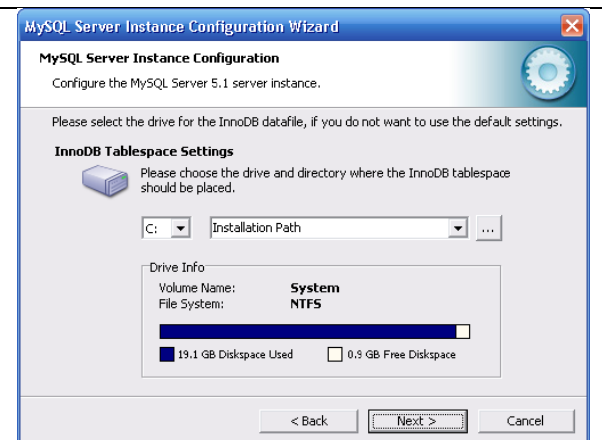 MySQL Server Instance Configuration Wizard
MySQL Server Instance Configuration
Configure the MySQL Server 5.1 server instance.
Please select the drive for the InnoDB datafile, if you do not want to use the default settings.
InnoDB Tablespace Settings
Please choose the drive and directory where the InnoDB tablespace
should be placed.
C: Installation Path ...
Drive Info
Volume Name: System
File System: NTFS
19.1 GB Diskspace Used 0.9 GB Free Diskspace
< Back Next > Cancel